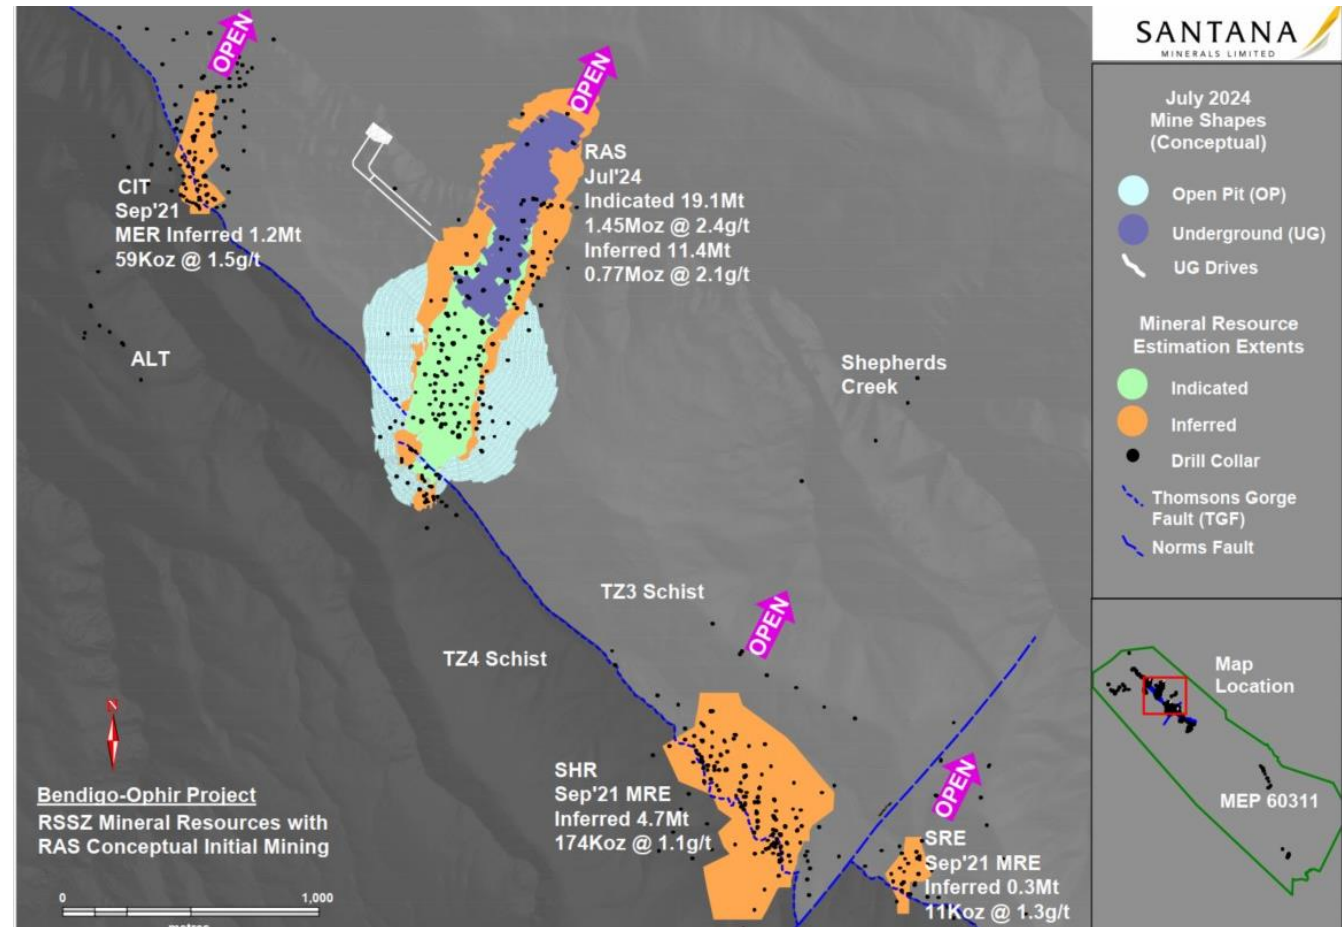 OPEN
OPEN
CIT
Sep'21
MER Inferred 1.2Mt
59Koz @ 1.5g/t
RAS
Jul'24
Indicated 19.1Mt
1.45Moz @ 2.4g/t
Inferred 11.4Mt
0.77Moz @ 2.1g/t
ALT
Shepherds
Creek
TZ3 Schist
OPEN
TZ4 Schist
SHR
Sep'21 MRE
Inferred 4.7Mt
174Koz @ 1.1g/t
OPEN
SRE
Sep'21 MRE
Inferred 0.3Mt
11Koz @ 1.3g/t
N
Bendigo-Ophir Project
RSSZ Mineral Resources with
RAS Conceptual Initial Mining
0 1,000
metres
SANTANA
MINERALS LIMITED
July 2024
Mine Shapes
(Conceptual)
Open Pit (OP)
Underground (UG)
UG Drives
Mineral Resource
Estimation Extents
Indicated
Inferred
Drill Collar
Thomsons Gorge
Fault (TGF)
Norms Fault
Map
Location
MEP 60311